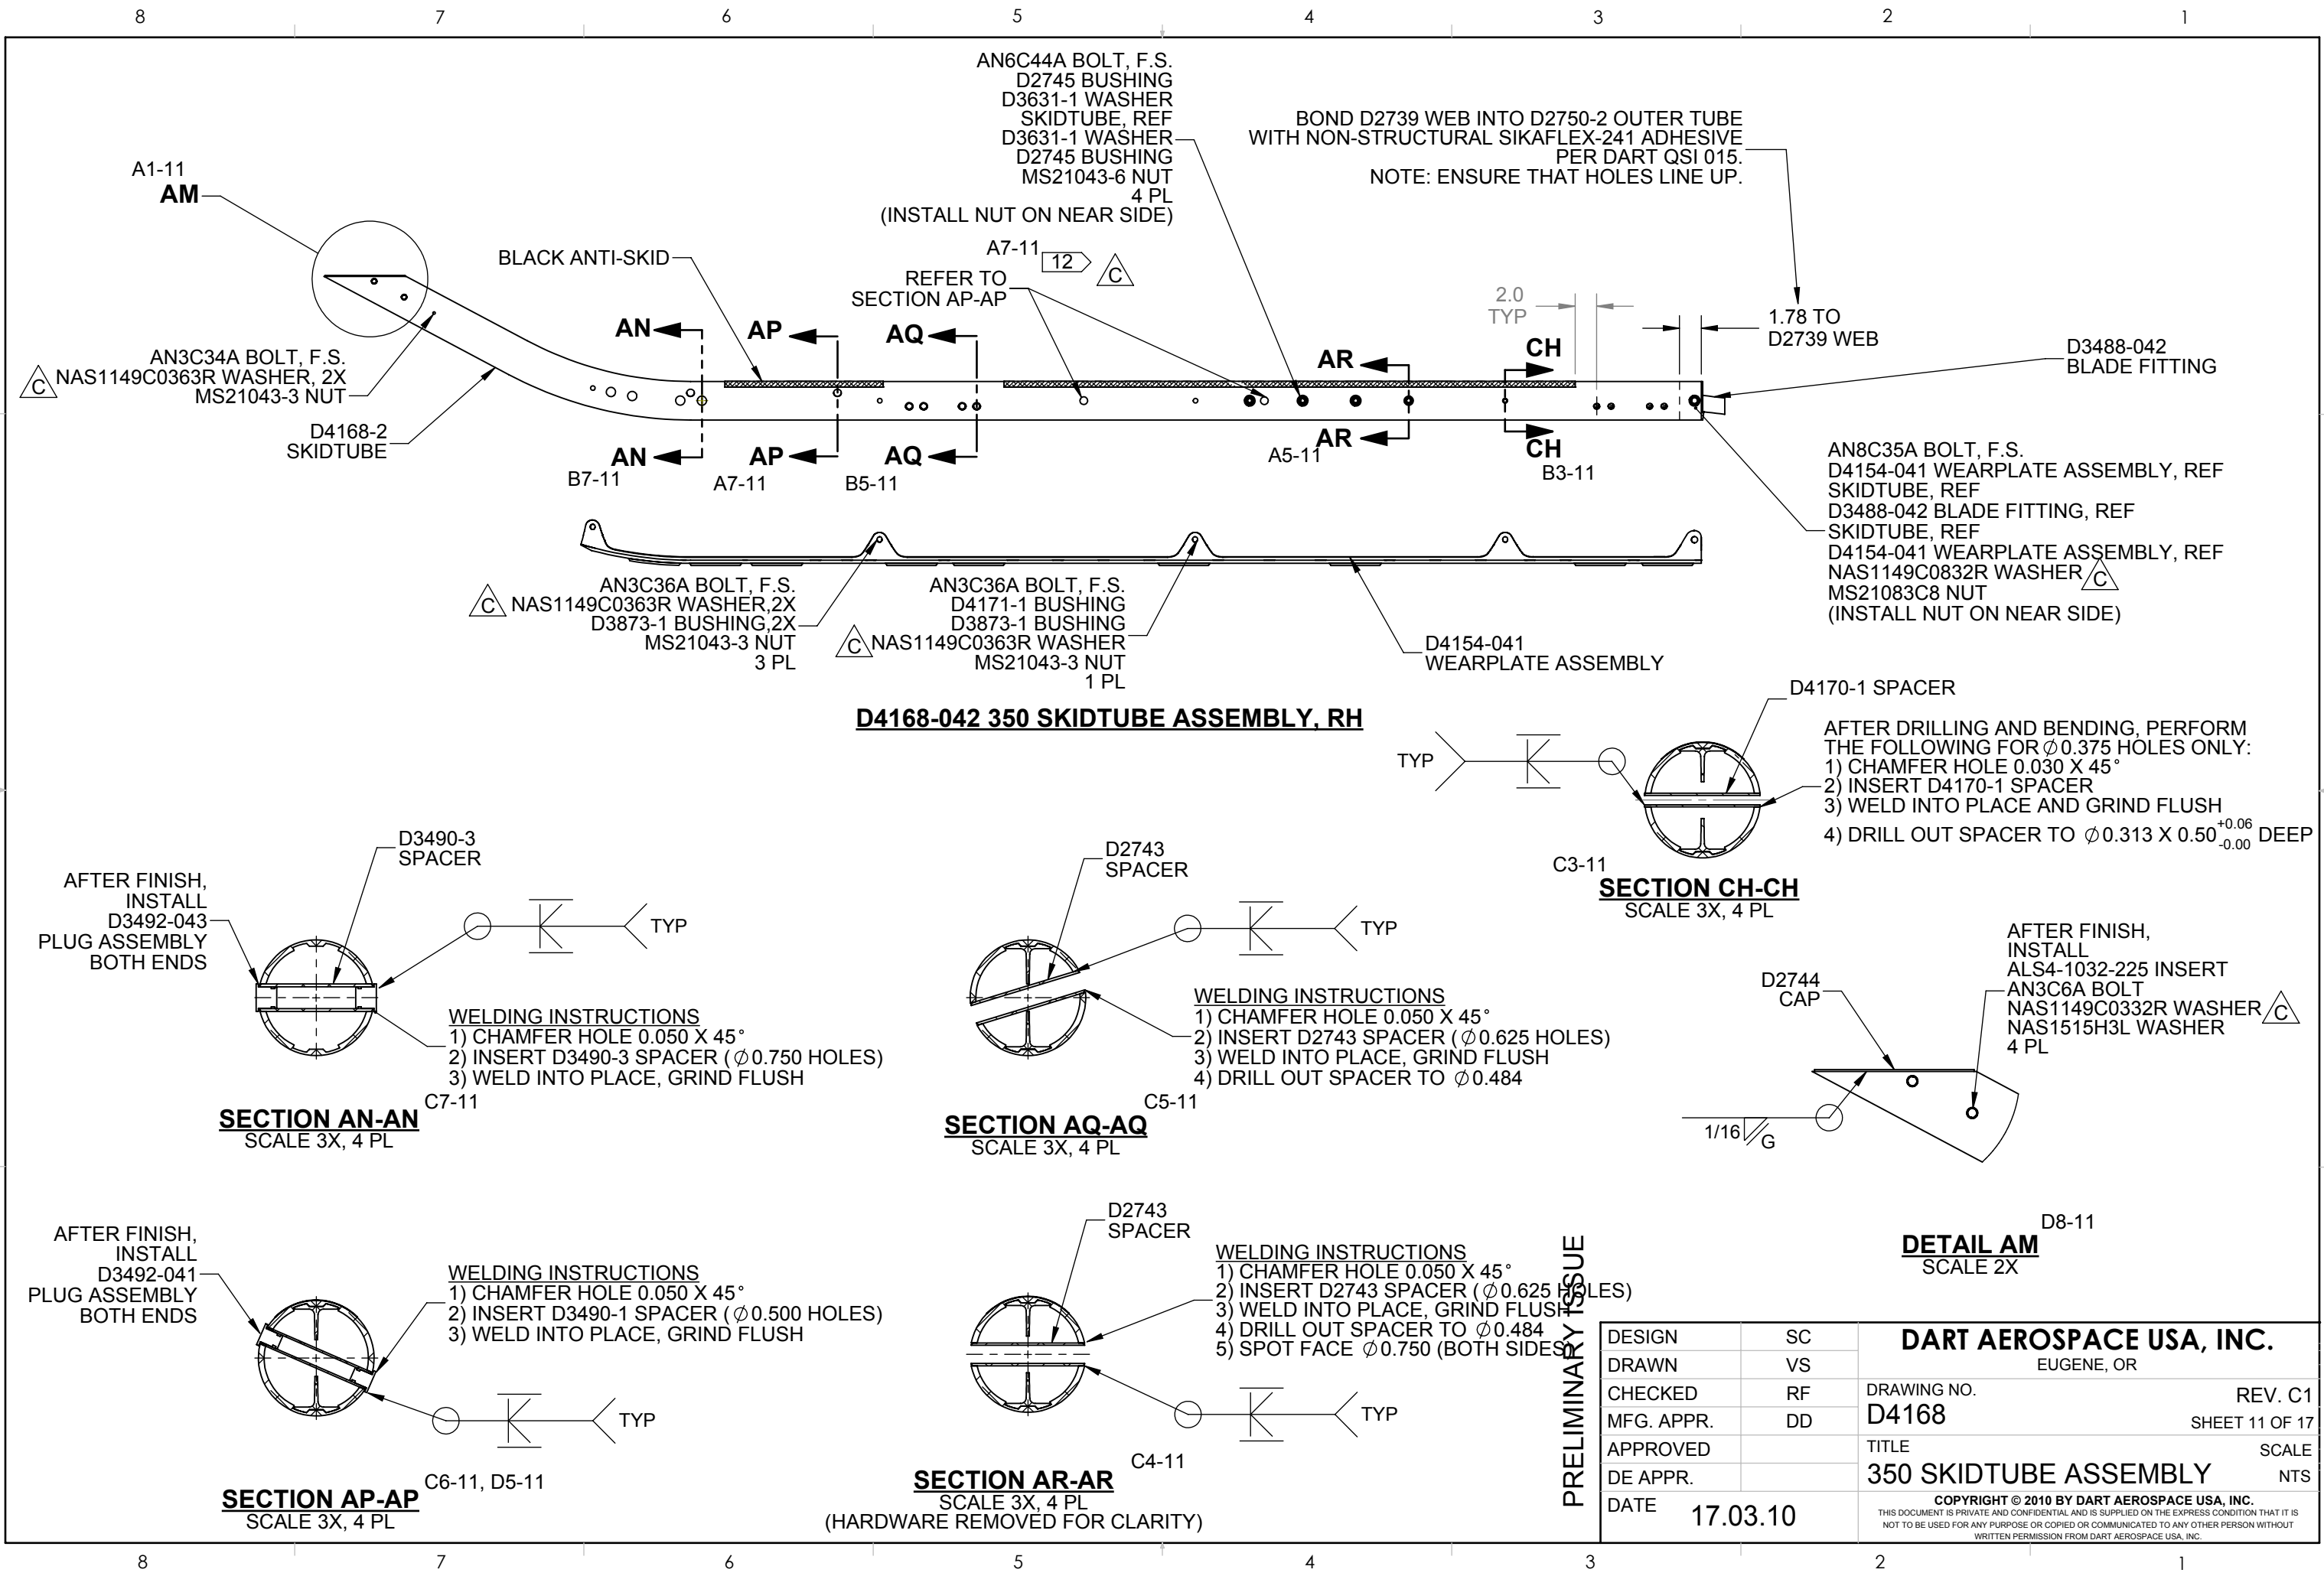 8 7 6 5 4 3 2 1
AN6C44A BOLT, F.S.
D2745 BUSHING
D3631-1 WASHER
SKIDTUBE, REF
D3631-1 WASHER
D2745 BUSHING
MS21043-6 NUT
4 PL
(INSTALL NUT ON NEAR SIDE)
BOND D2739 WEB INTO D2750-2 OUTER TUBE
WITH NON-STRUCTURAL SIKAFLEX-241 ADHESIVE
PER DART QSI 015.
NOTE: ENSURE THAT HOLES LINE UP.
A1-11
AM
BLACK ANTI-SKID
A7-11
12
C
REFER TO
SECTION AP-AP
2.0
TYP
1.78 TO
D2739 WEB
D3488-042
BLADE FITTING
AN3C34A BOLT, F.S.
C NAS1149C0363R WASHER, 2X
MS21043-3 NUT
D4168-2
SKIDTUBE
AN
AP
AQ
AR
CH
AN
B7-11
AP
A7-11
AQ
B5-11
AR
A5-11
CH
B3-11
AN8C35A BOLT, F.S.
D4154-041 WEARPLATE ASSEMBLY, REF
SKIDTUBE, REF
D3488-042 BLADE FITTING, REF
SKIDTUBE, REF
D4154-041 WEARPLATE ASSEMBLY, REF
NAS1149C0832R WASHER C
MS21083C8 NUT
(INSTALL NUT ON NEAR SIDE)
AN3C36A BOLT, F.S.
C NAS1149C0363R WASHER,2X
D3873-1 BUSHING,2X
MS21043-3 NUT
3 PL
AN3C36A BOLT, F.S.
D4171-1 BUSHING
D3873-1 BUSHING
C NAS1149C0363R WASHER
MS21043-3 NUT
1 PL
D4154-041
WEARPLATE ASSEMBLY
D4168-042 350 SKIDTUBE ASSEMBLY, RH
D4170-1 SPACER
TYP
K
AFTER DRILLING AND BENDING, PERFORM
THE FOLLOWING FOR ∅0.375 HOLES ONLY:
1) CHAMFER HOLE 0.030 X 45°
2) INSERT D4170-1 SPACER
3) WELD INTO PLACE AND GRIND FLUSH
4) DRILL OUT SPACER TO ∅0.313 X 0.50 +0.06 -0.00 DEEP
C3-11
SECTION CH-CH
SCALE 3X, 4 PL
AFTER FINISH,
INSTALL
D3492-043
PLUG ASSEMBLY
BOTH ENDS
D3490-3
SPACER
K
TYP
WELDING INSTRUCTIONS
1) CHAMFER HOLE 0.050 X 45°
2) INSERT D3490-3 SPACER (∅0.750 HOLES)
3) WELD INTO PLACE, GRIND FLUSH
C7-11
SECTION AN-AN
SCALE 3X, 4 PL
D2743
SPACER
K
TYP
WELDING INSTRUCTIONS
1) CHAMFER HOLE 0.050 X 45°
2) INSERT D2743 SPACER (∅0.625 HOLES)
3) WELD INTO PLACE, GRIND FLUSH
4) DRILL OUT SPACER TO ∅0.484
C5-11
SECTION AQ-AQ
SCALE 3X, 4 PL
D2744
CAP
AFTER FINISH,
INSTALL
ALS4-1032-225 INSERT
AN3C6A BOLT
NAS1149C0332R WASHER C
NAS1515H3L WASHER
4 PL
1/16
G
D8-11
DETAIL AM
SCALE 2X
AFTER FINISH,
INSTALL
D3492-041
PLUG ASSEMBLY
BOTH ENDS
WELDING INSTRUCTIONS
1) CHAMFER HOLE 0.050 X 45°
2) INSERT D3490-1 SPACER (∅0.500 HOLES)
3) WELD INTO PLACE, GRIND FLUSH
K
TYP
C6-11, D5-11
SECTION AP-AP
SCALE 3X, 4 PL
D2743
SPACER
WELDING INSTRUCTIONS
1) CHAMFER HOLE 0.050 X 45°
2) INSERT D2743 SPACER (∅0.625 HOLES)
3) WELD INTO PLACE, GRIND FLUSH
4) DRILL OUT SPACER TO ∅0.484
5) SPOT FACE ∅0.750 (BOTH SIDES)
K
TYP
C4-11
SECTION AR-AR
SCALE 3X, 4 PL
(HARDWARE REMOVED FOR CLARITY)
PRELIMINARY ISSUE
DESIGN SC
DRAWN VS
CHECKED RF
MFG. APPR. DD
APPROVED
DE APPR.
DATE 17.03.10
DART AEROSPACE USA, INC.
EUGENE, OR
DRAWING NO. REV. C1
D4168 SHEET 11 OF 17
TITLE SCALE
350 SKIDTUBE ASSEMBLY NTS
COPYRIGHT © 2010 BY DART AEROSPACE USA, INC.
THIS DOCUMENT IS PRIVATE AND CONFIDENTIAL AND IS SUPPLIED ON THE EXPRESS CONDITION THAT IT IS
NOT TO BE USED FOR ANY PURPOSE OR COPIED OR COMMUNICATED TO ANY OTHER PERSON WITHOUT
WRITTEN PERMISSION FROM DART AEROSPACE USA, INC.
8 7 6 5 4 3 2 1